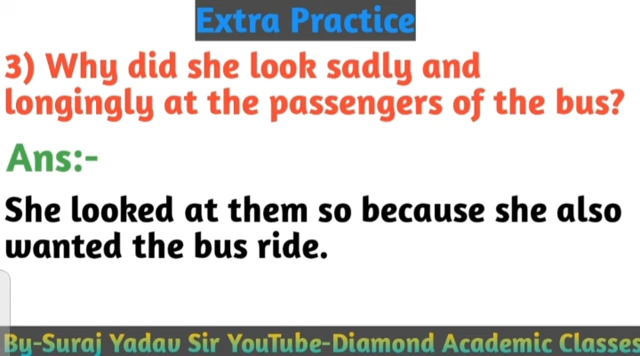 Extra Practice
3) Why did she look sadly and
longingly at the passengers of the bus?
Ans:-
She looked at them so because she also
wanted the bus ride.
By-Suraj Yadav Sir YouTube-Diamond Academic Classes